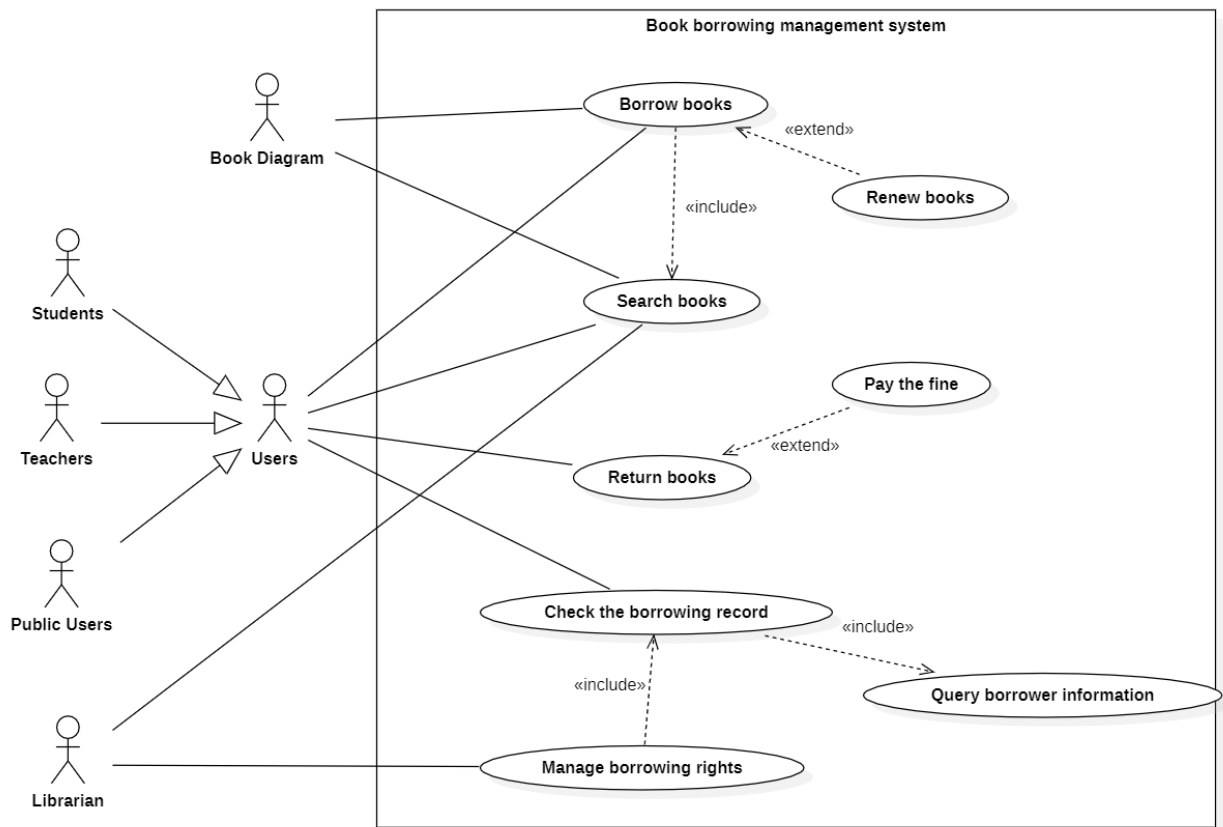 Book borrowing management system
Borrow books
Book Diagram
«extend»
Renew books
«include»
Students
Search books
Pay the fine
Teachers
Users
«extend»
Return books
Public Users
Check the borrowing record
«include»
«include»
Query borrower information
Manage borrowing rights
Librarian